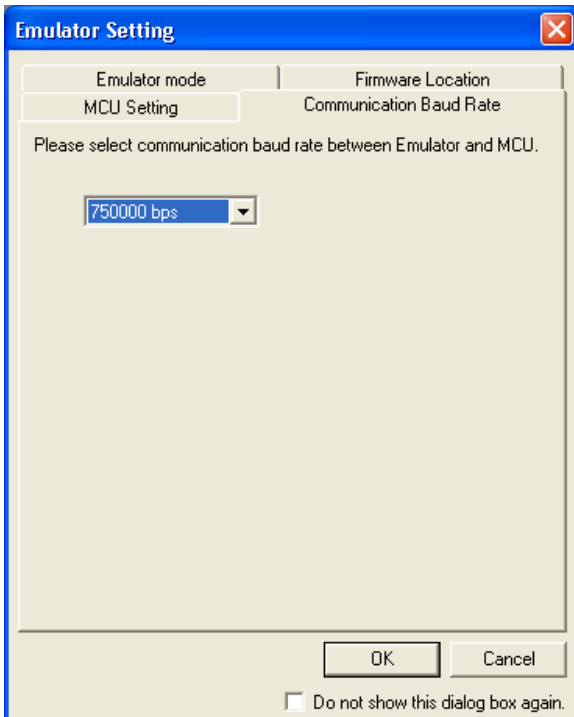 Emulator Setting
Emulator mode
Firmware Location
MCU Setting
Communication Baud Rate
Please select communication baud rate between Emulator and MCU.
750000 bps
OK
Cancel
Do not show this dialog box again.